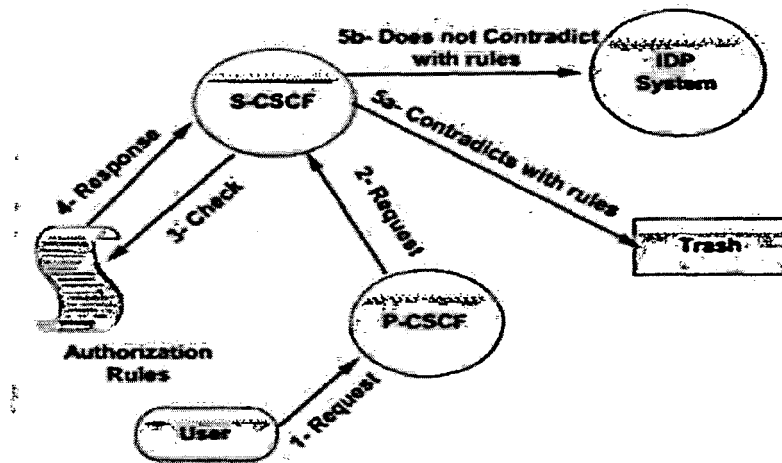 5b- Does not Contradict
with rules
IDP
System
S-CSCF
5a- Contradicts with rules
4- Response
3- Check
2- Request
Trash
P-CSCF
Authorization
Rules
User
1- Request